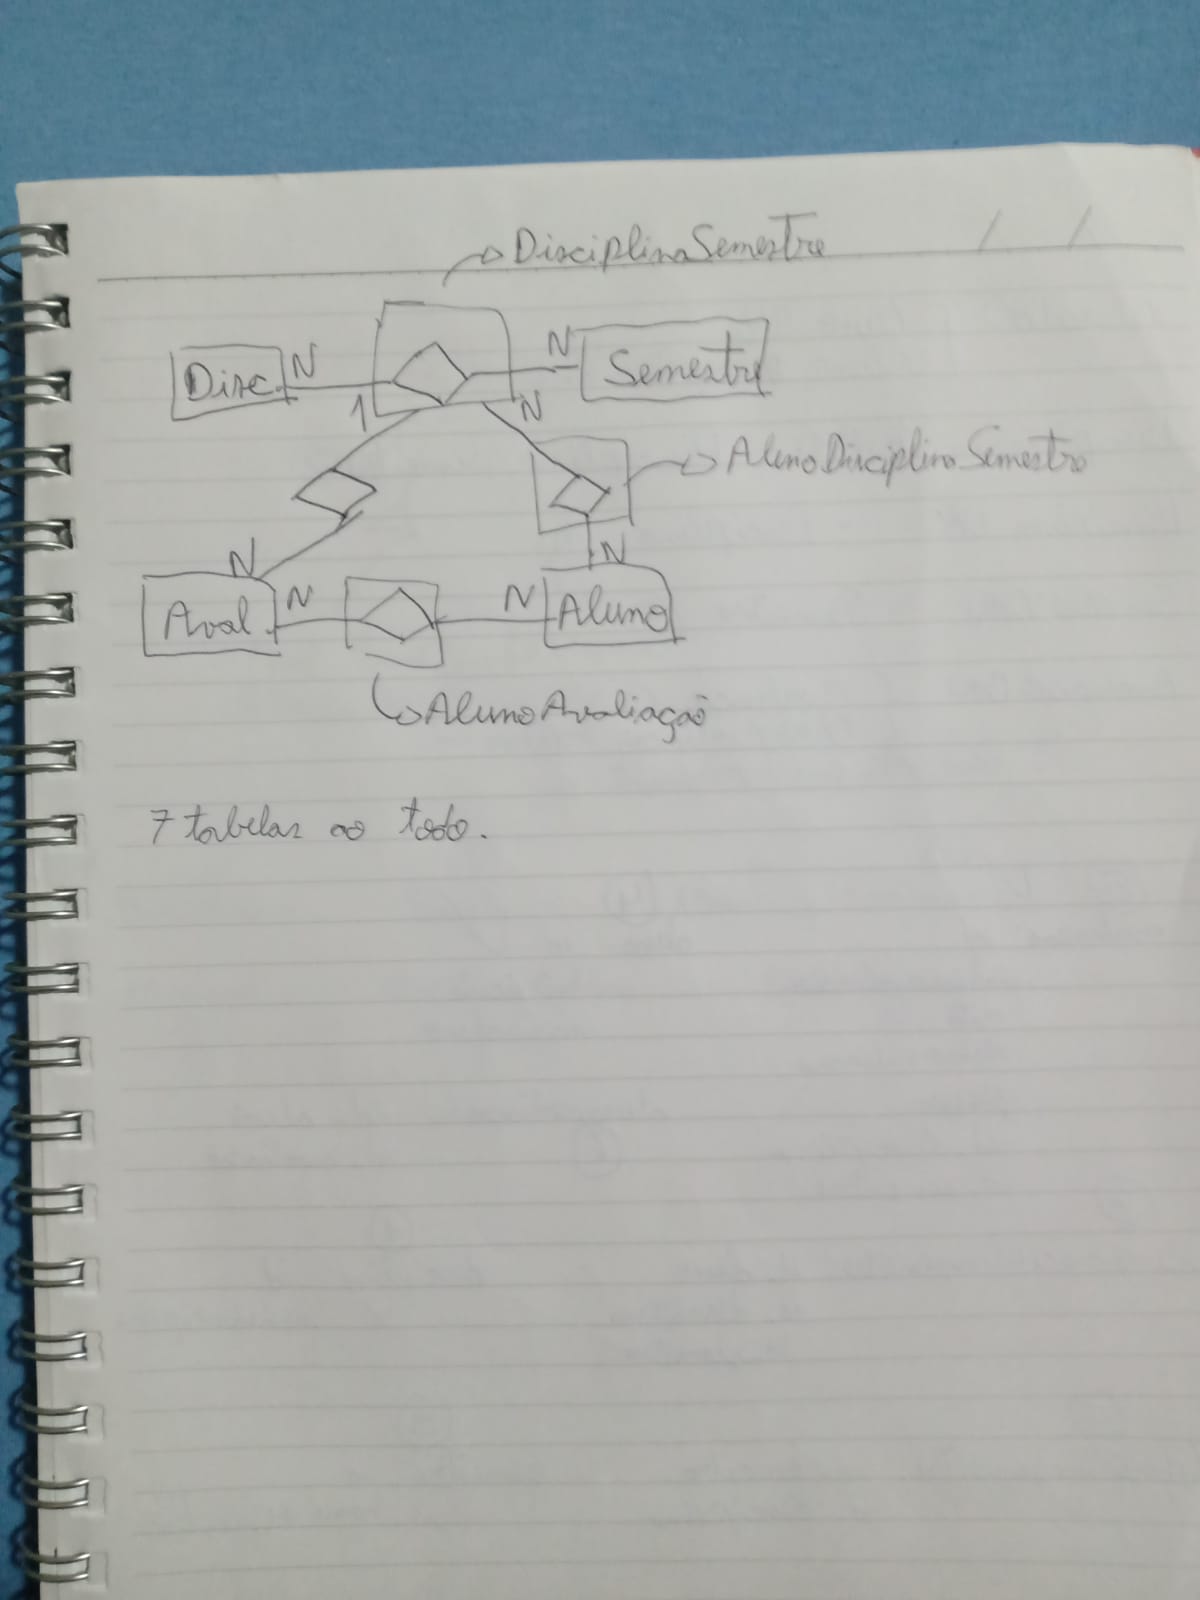 DisciplinaSemestre
Disc. N N Semestre
1 N
AlunoDisciplinaSemestre
N N
Aval. N N Aluno
AlunoAvaliação
7 tabelas ao todo.